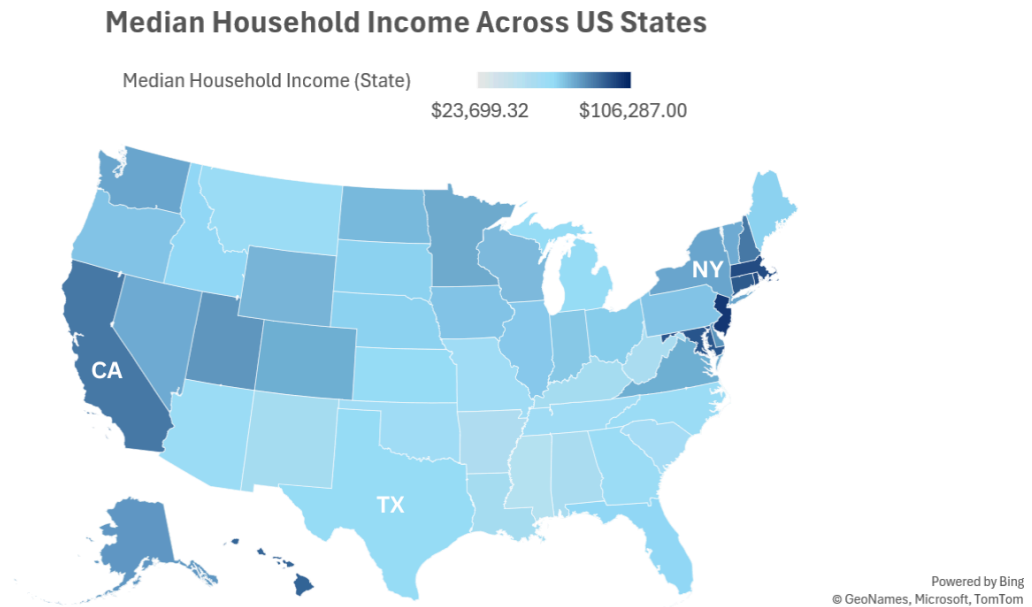 Median Household Income Across US States
Median Household Income (State)
$23,699.32 $106,287.00
NY
CA
TX
Powered by Bing
© GeoNames, Microsoft, TomTom